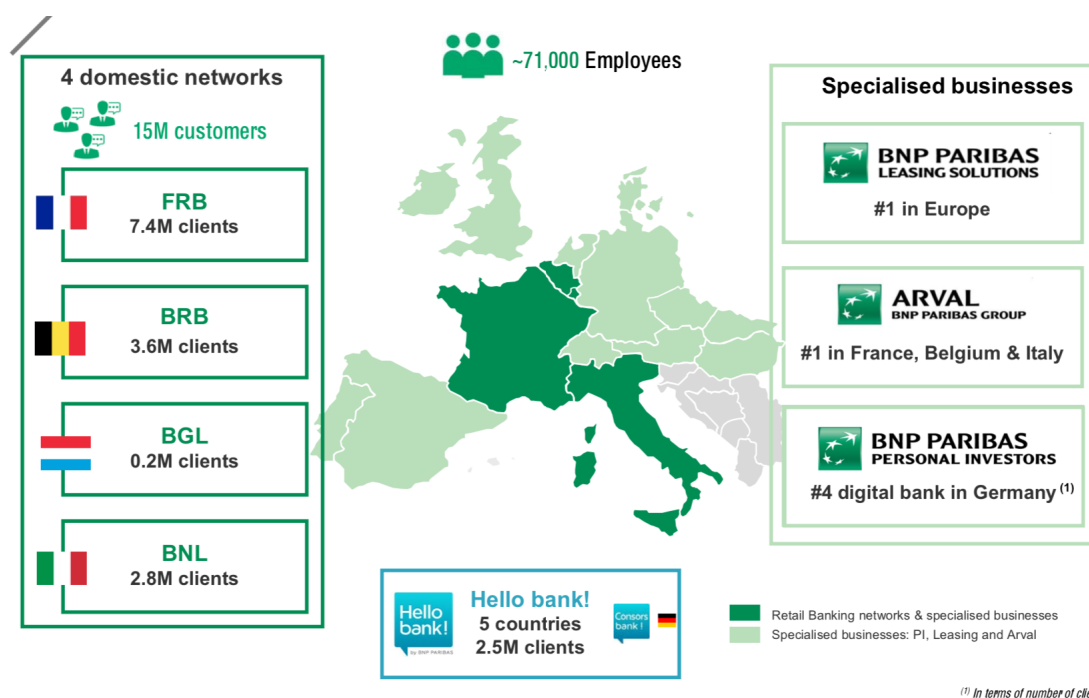 ~71,000 Employees
4 domestic networks
15M customers
FRB
7.4M clients
BRB
3.6M clients
BGL
0.2M clients
BNL
2.8M clients
Specialised businesses
BNP PARIBAS
LEASING SOLUTIONS
#1 in Europe
ARVAL
BNP PARIBAS GROUP
#1 in France, Belgium & Italy
BNP PARIBAS
PERSONAL INVESTORS
#4 digital bank in Germany (1)
Hello
bank!
by BNP PARIBAS
Hello bank!
5 countries
2.5M clients
Consors
bank!
Retail Banking networks & specialised businesses
Specialised businesses: PI, Leasing and Arval
(1) In terms of number of